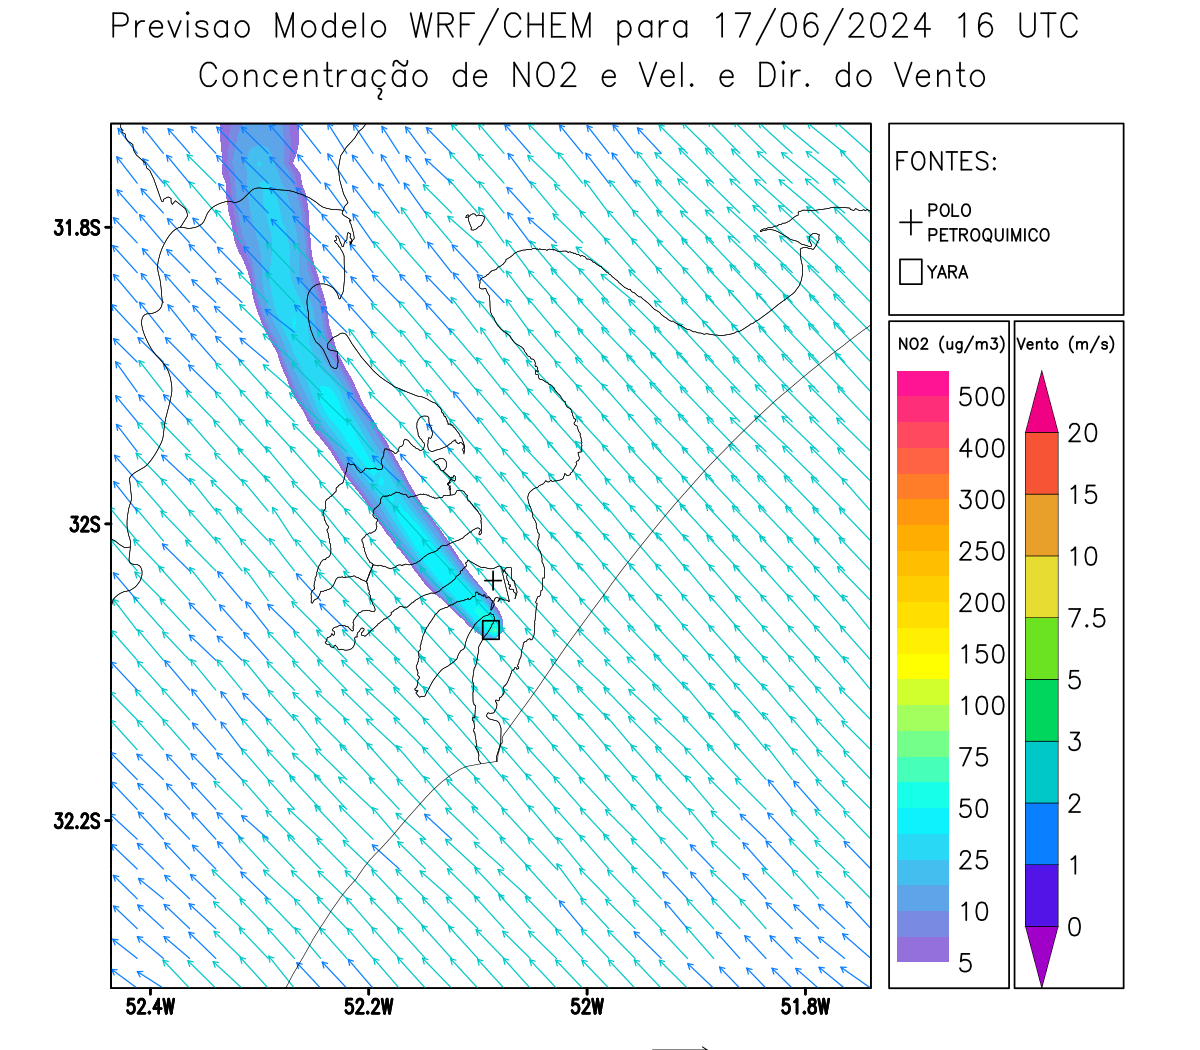 Previsao Modelo WRF/CHEM para 17/06/2024 16 UTC
Concentração de NO2 e Vel. e Dir. do Vento
FONTES:
POLO
PETROQUIMICO
YARA
31.8S
32S
32.2S
52.4W
52.2W
52W
51.8W
NO2 (ug/m3)
500
400
300
250
200
150
100
75
50
25
10
5
Vento (m/s)
20
15
10
7.5
5
3
2
1
0